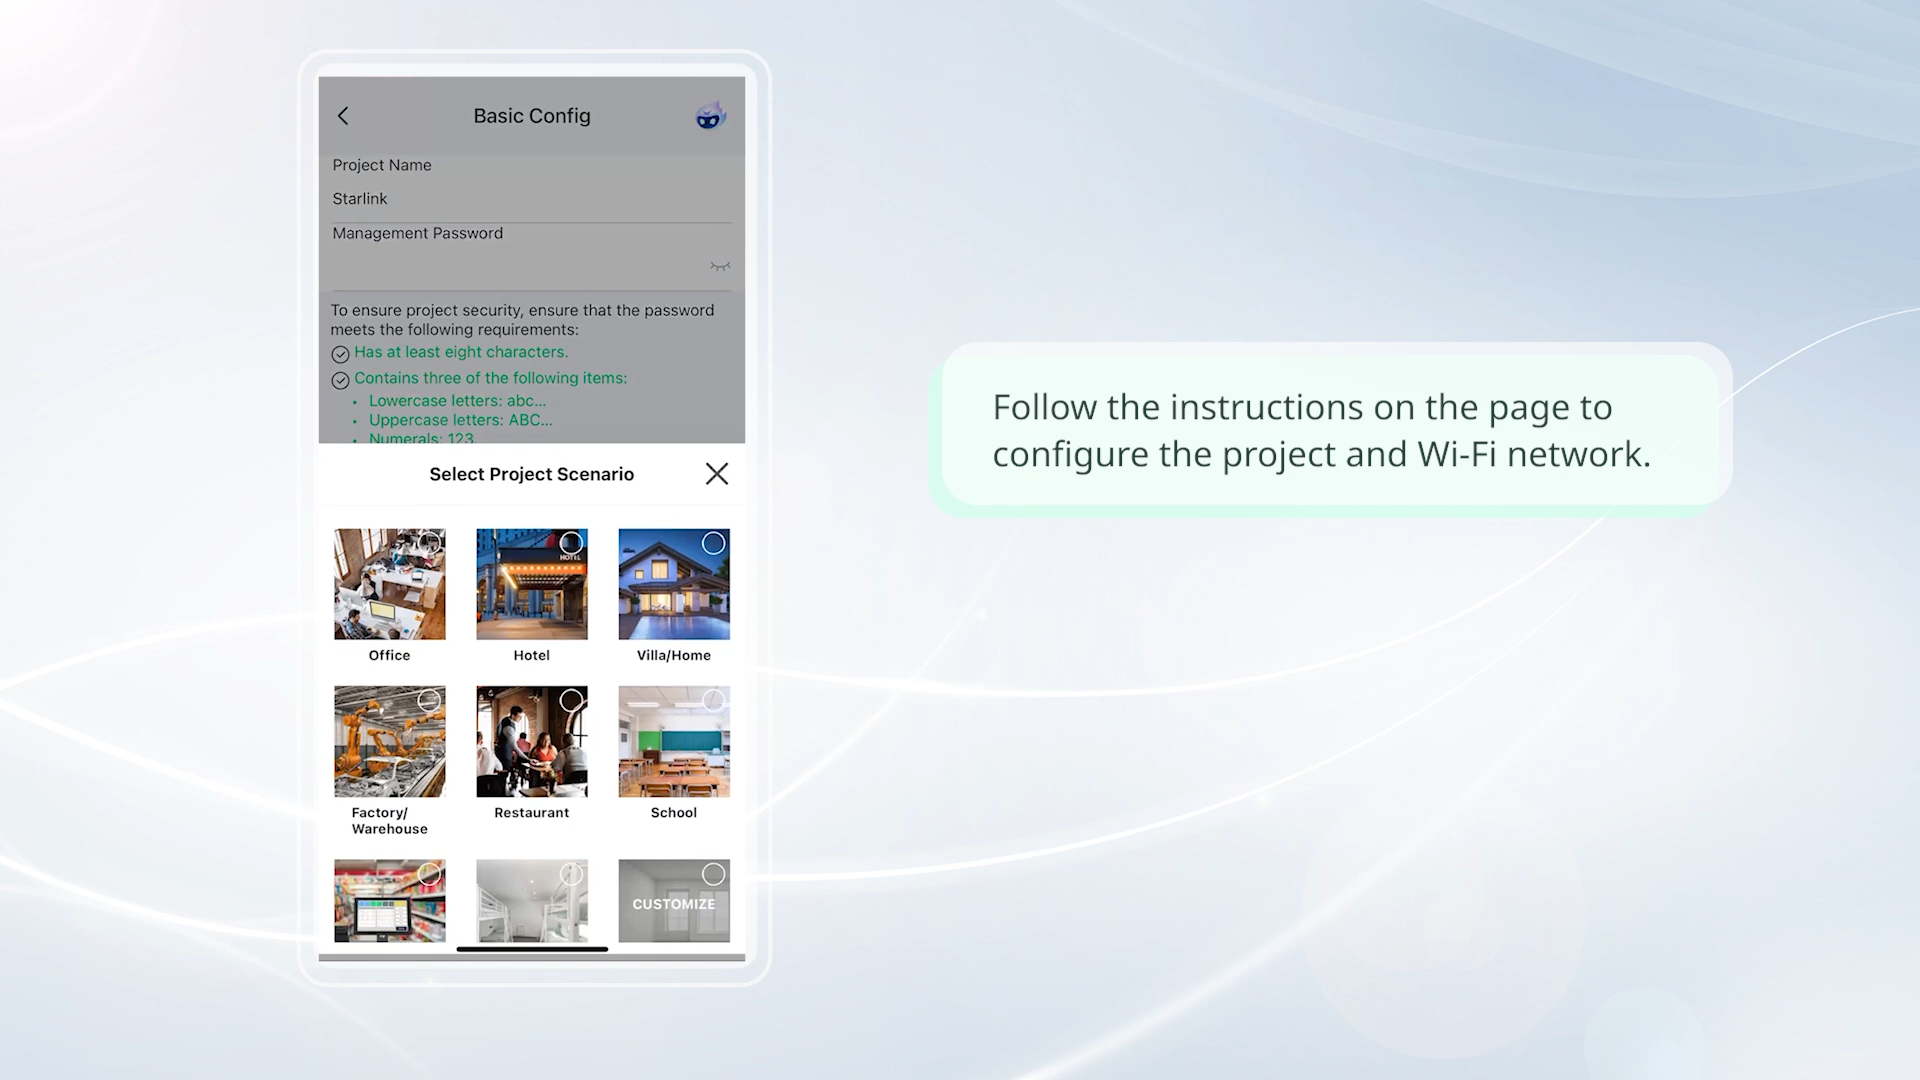 Basic Config
Project Name
Starlink
Management Password
To ensure project security, ensure that the password
meets the following requirements:
Has at least eight characters.
Contains three of the following items:
• Lowercase letters: abc...
• Uppercase letters: ABC...
• Numerals: 123
Select Project Scenario
HOTEL
Office
Hotel
Villa/Home
Factory/
Warehouse
Restaurant
School
CUSTOMIZE
Follow the instructions on the page to
configure the project and Wi-Fi network.